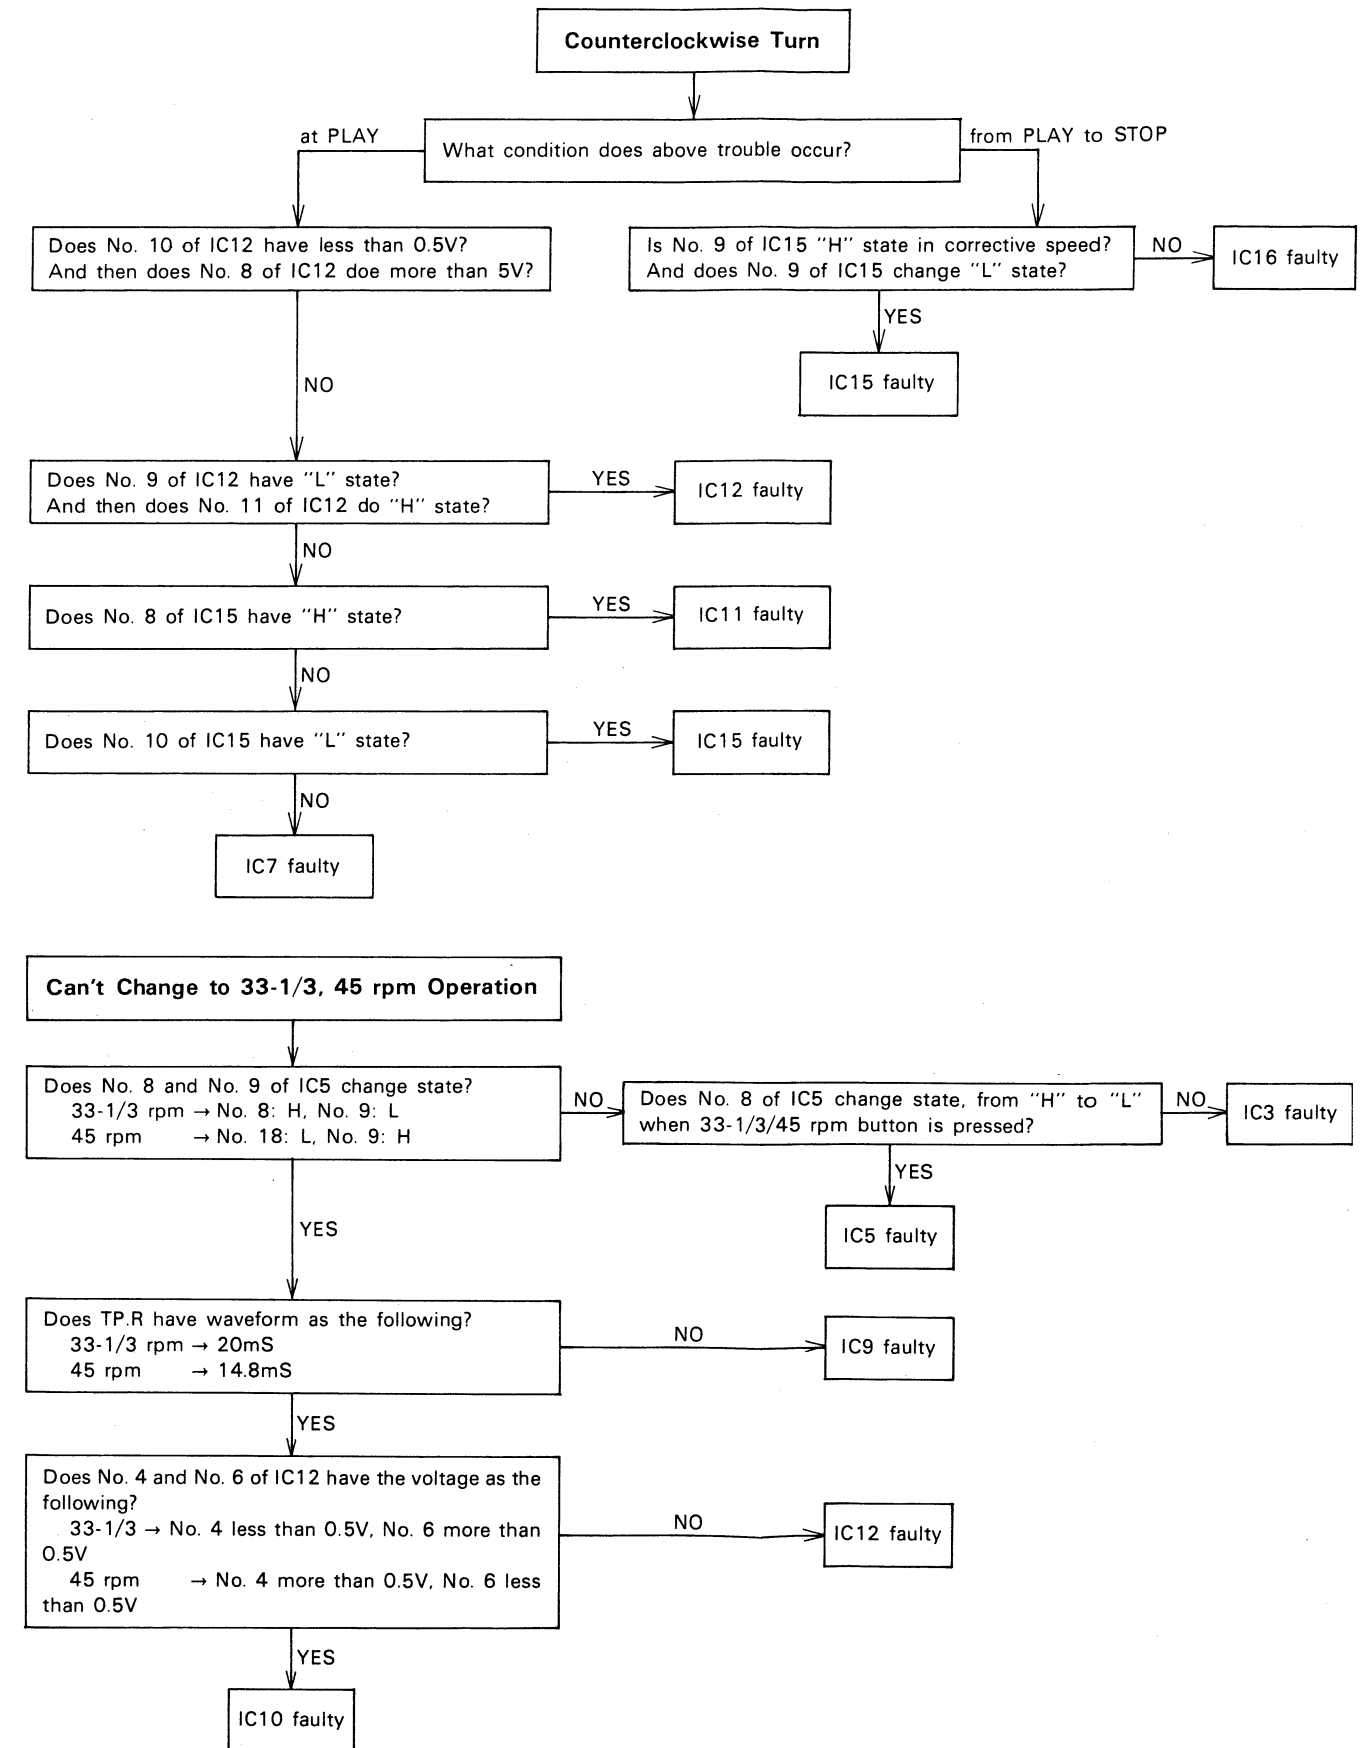 Counterclockwise Turn
at PLAY
What condition does above trouble occur?
from PLAY to STOP
Does No. 10 of IC12 have less than 0.5V?
And then does No. 8 of IC12 doe more than 5V?
Is No. 9 of IC15 "H" state in corrective speed?
And does No. 9 of IC15 change "L" state?
NO
IC16 faulty
YES
IC15 faulty
NO
Does No. 9 of IC12 have "L" state?
And then does No. 11 of IC12 do "H" state?
YES
IC12 faulty
NO
Does No. 8 of IC15 have "H" state?
YES
IC11 faulty
NO
Does No. 10 of IC15 have "L" state?
YES
IC15 faulty
NO
IC7 faulty
Can't Change to 33-1/3, 45 rpm Operation
Does No. 8 and No. 9 of IC5 change state?
33-1/3 rpm → No. 8: H, No. 9: L
45 rpm → No. 18: L, No. 9: H
NO
Does No. 8 of IC5 change state, from "H" to "L"
when 33-1/3/45 rpm button is pressed?
NO
IC3 faulty
YES
IC5 faulty
YES
Does TP.R have waveform as the following?
33-1/3 rpm → 20mS
45 rpm → 14.8mS
NO
IC9 faulty
YES
Does No. 4 and No. 6 of IC12 have the voltage as the
following?
33-1/3 → No. 4 less than 0.5V, No. 6 more than
0.5V
45 rpm → No. 4 more than 0.5V, No. 6 less
than 0.5V
NO
IC12 faulty
YES
IC10 faulty